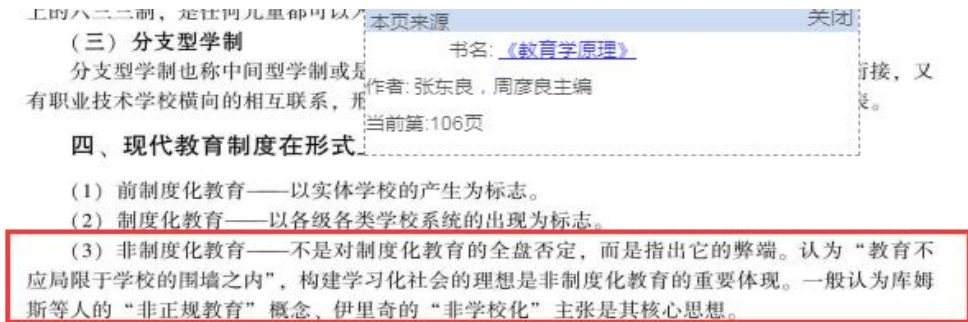 上的六三三制，是任何儿童都可以
本页来源
关闭
（三）分支型学制
书名:《教育学原理》
分支型学制也称中间型学制或是
衔接，又
作者:张东良，周彦良主编
有职业技术学校横向的相互联系，形
当前第:106页
四、现代教育制度在形式上
（1）前制度化教育——以实体学校的产生为标志。
（2）制度化教育——以各级各类学校系统的出现为标志。
（3）非制度化教育——不是对制度化教育的全盘否定，而是指出它的弊端。认为“教育不
应局限于学校的围墙之内”，构建学习化社会的理想是非制度化教育的重要体现。一般认为库姆
斯等人的“非正规教育”概念、伊里奇的“非学校化”主张是其核心思想。